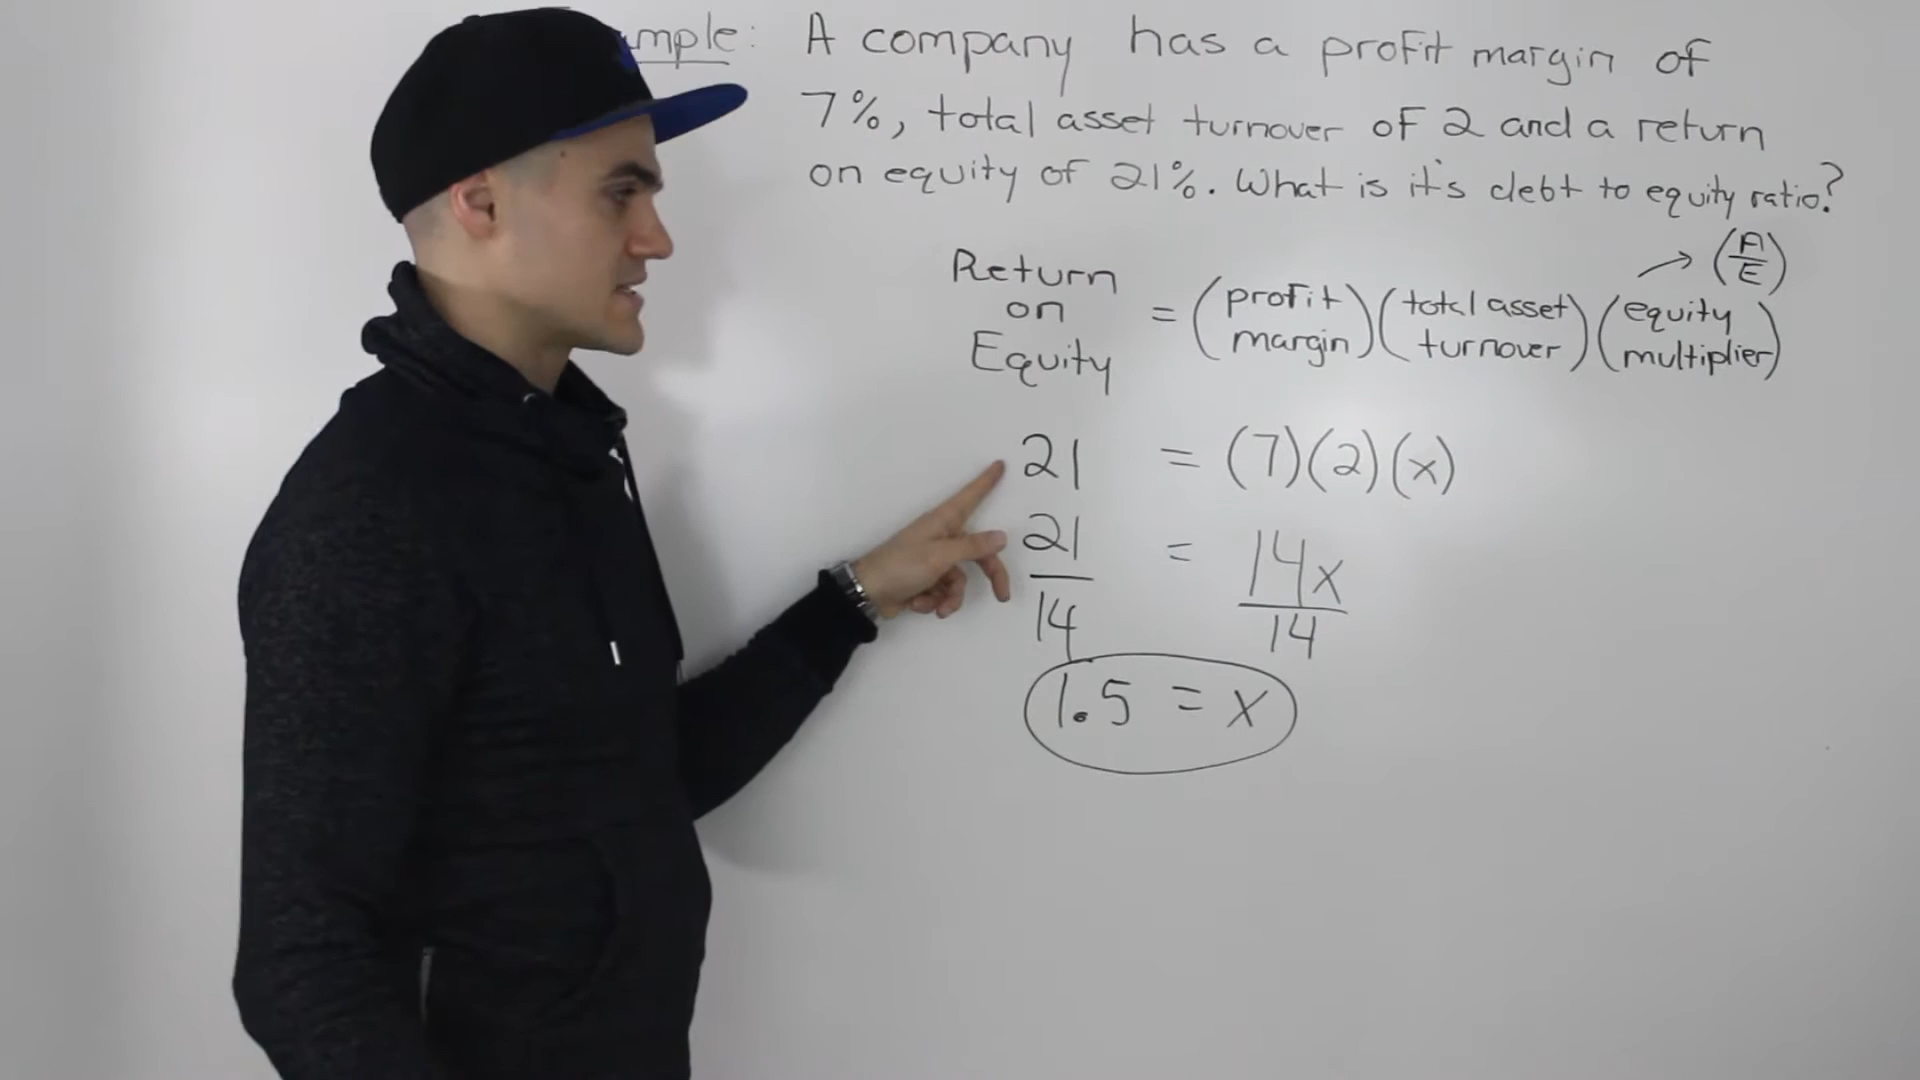 mple: A company has a profit margin of
7%, total asset turnover of 2 and a return
on equity of 21%. What is it's debt to equity ratio?
Return on Equity = (profit margin)(total asset turnover)(equity multiplier) → (A/E)
21 = (7)(2)(x)
21/14 = 14x/14
1.5 = x